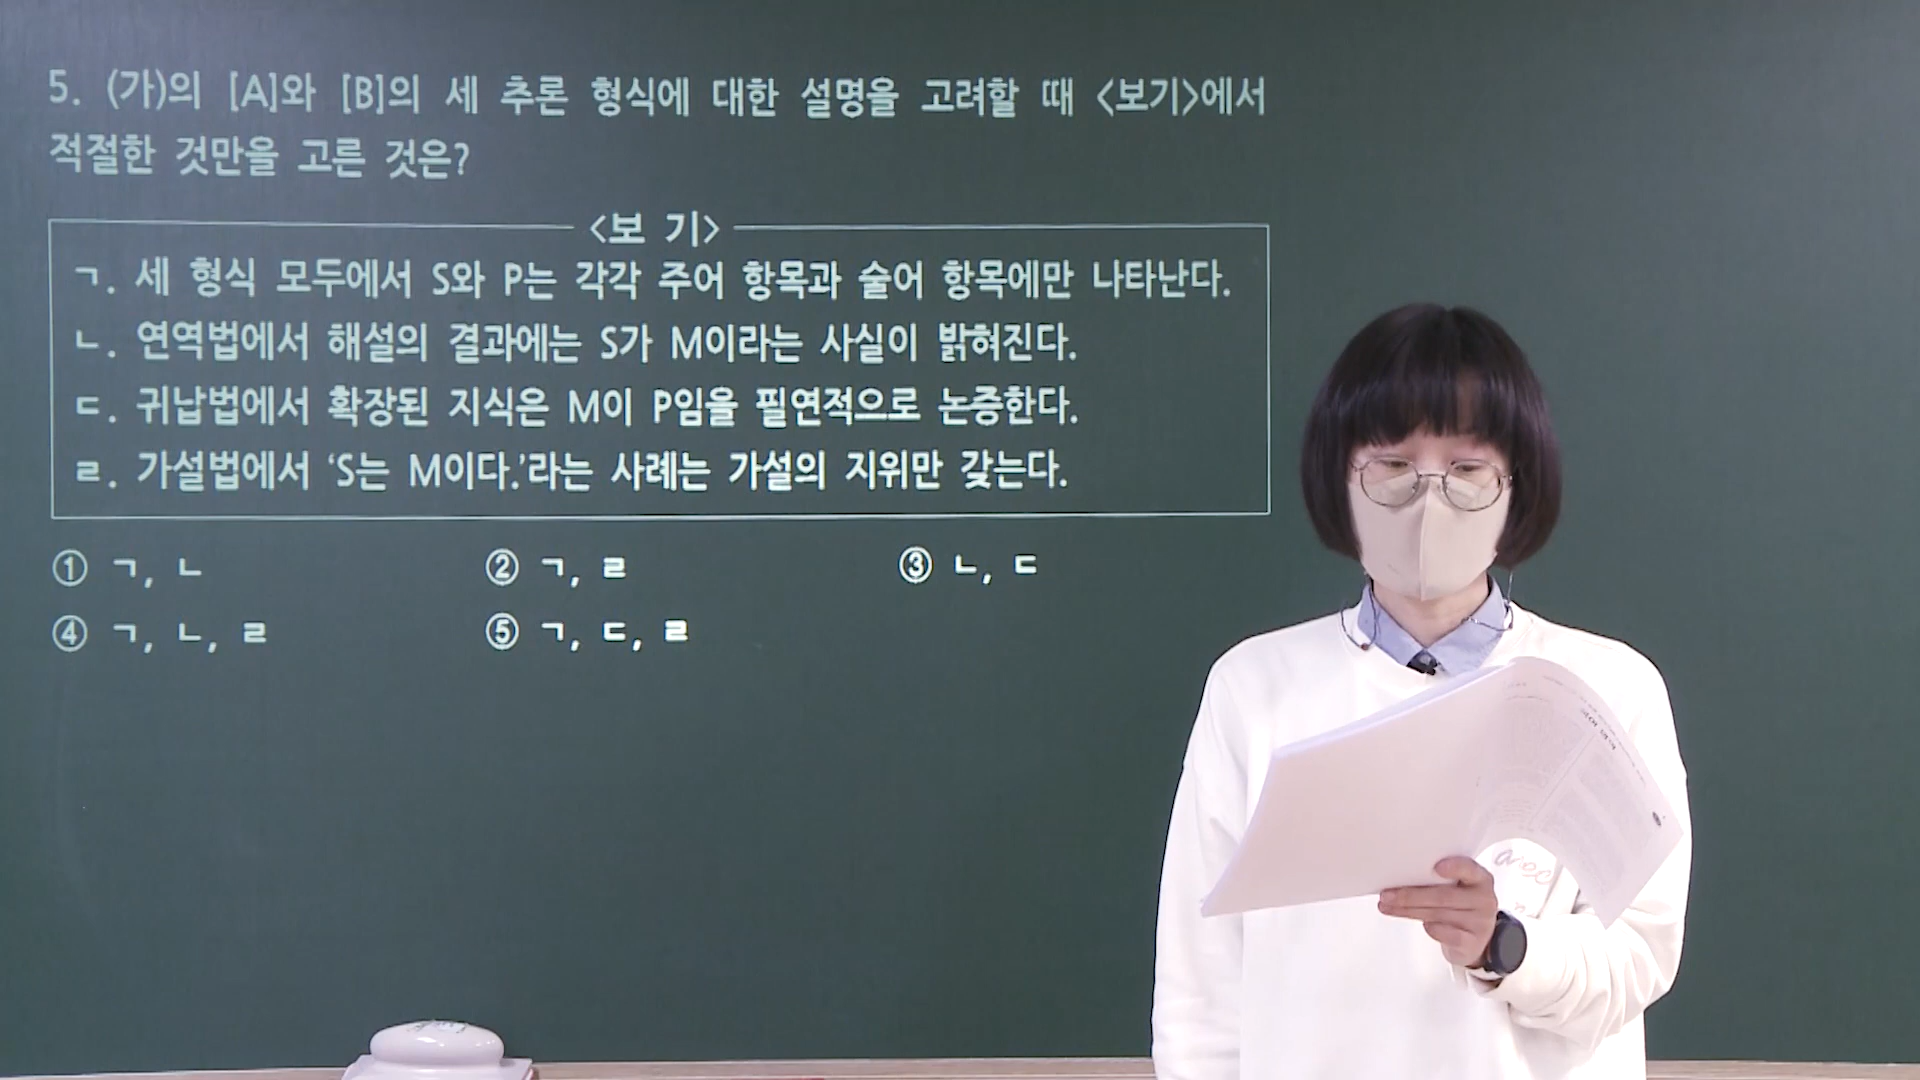 5. (가)의 [A]와 [B]의 세 추론 형식에 대한 설명을 고려할 때 <보기>에서
적절한 것만을 고른 것은?
<보 기>
ㄱ. 세 형식 모두에서 S와 P는 각각 주어 항목과 술어 항목에만 나타난다.
ㄴ. 연역법에서 해설의 결과에는 S가 M이라는 사실이 밝혀진다.
ㄷ. 귀납법에서 확장된 지식은 M이 P임을 필연적으로 논증한다.
ㄹ. 가설법에서 ‘S는 M이다.’라는 사례는 가설의 지위만 갖는다.
① ㄱ, ㄴ ② ㄱ, ㄹ ③ ㄴ, ㄷ
④ ㄱ, ㄴ, ㄹ ⑤ ㄱ, ㄷ, ㄹ